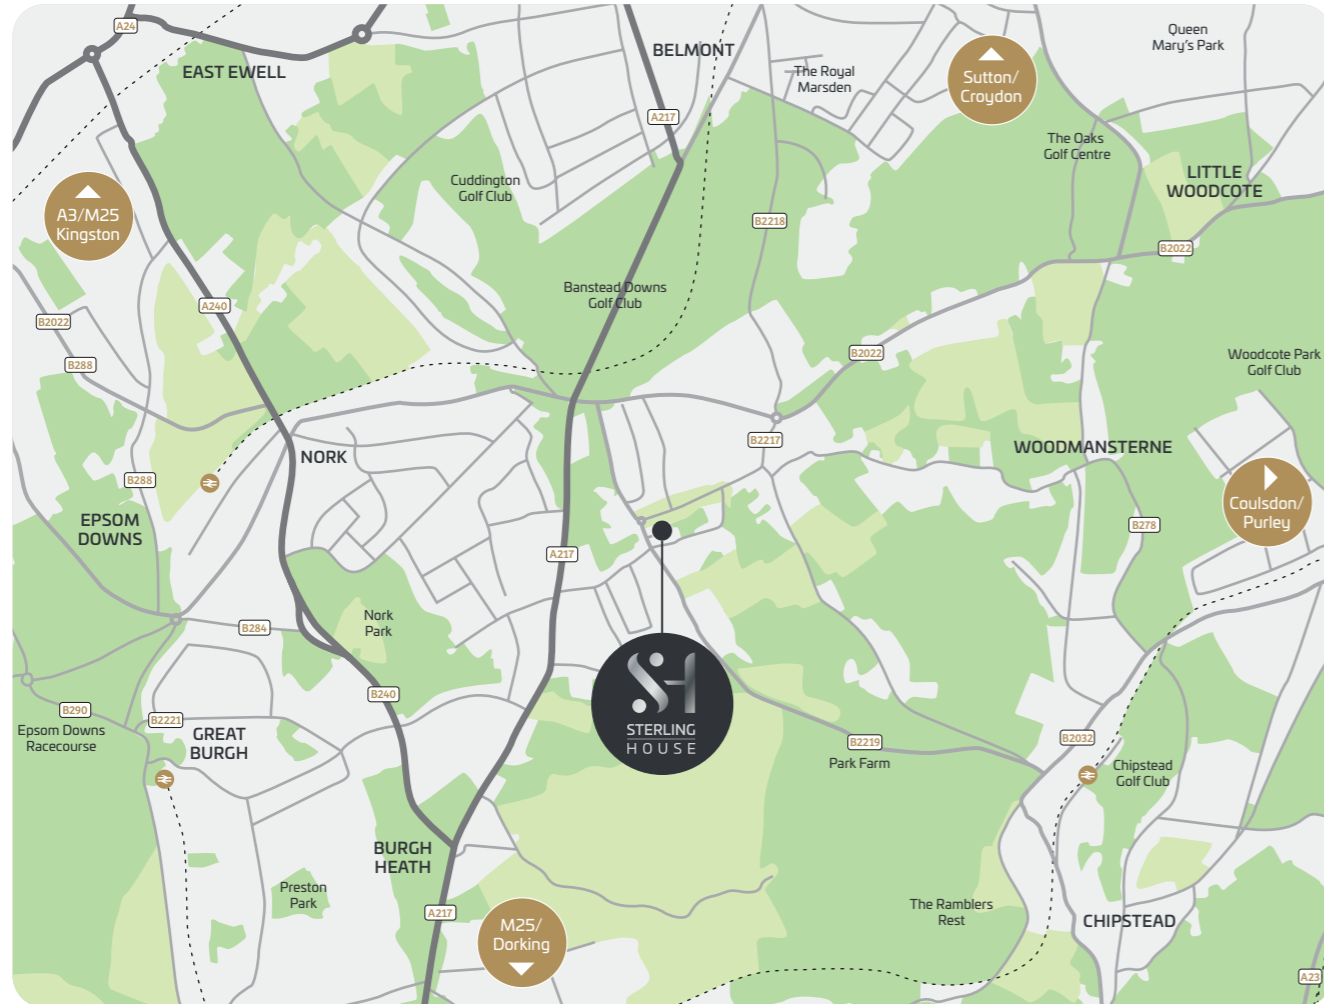 A24
EAST EWELL
BELMONT
The Royal
Marsden
Sutton/
Croydon
Queen
Mary's Park
A217
The Oaks
Golf Centre
LITTLE
WOODCOTE
Cuddington
Golf Club
A3/M25
Kingston
B2218
B2022
Banstead Downs
Golf Club
A240
B2022
B288
B2022
Woodcote Park
Golf Club
B2217
NORK
WOODMANSTERNE
B288
Coulsdon/
Purley
EPSOM
DOWNS
B278
A217
Nork
Park
B284
B240
STERLING
HOUSE
B290
B2221
Epsom Downs
Racecourse
GREAT
BURGH
B2219
Park Farm
B2032
Chipstead
Golf Club
BURGH
HEATH
Preston
Park
A217
M25/
Dorking
The Ramblers
Rest
CHIPSTEAD
A23